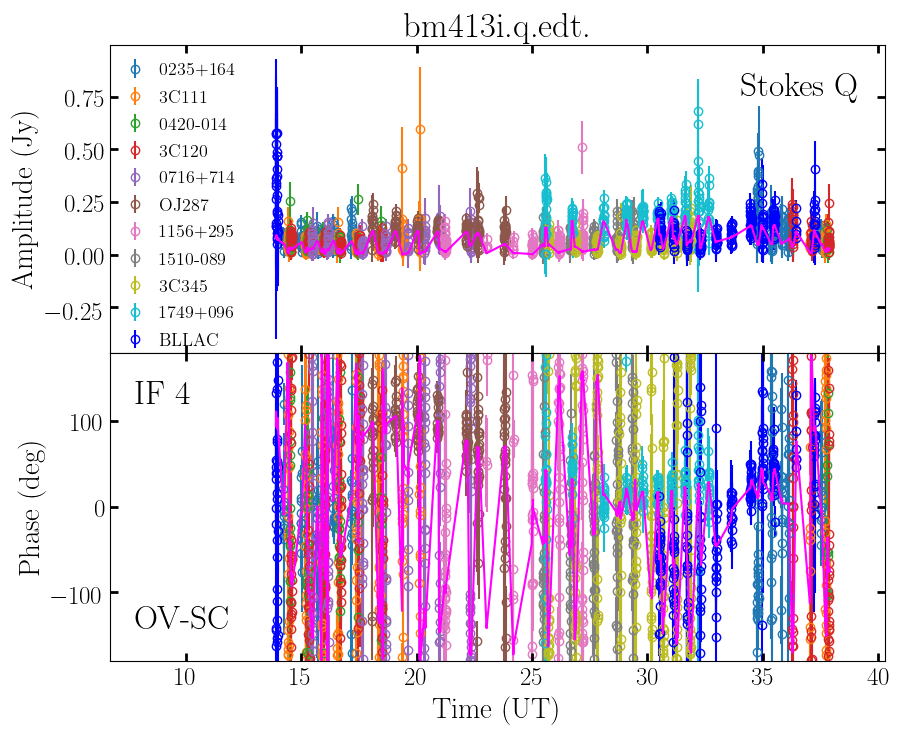 bm413i.q.edt.
Stokes Q
0235+164
3C111
0420-014
3C120
0716+714
OJ287
1156+295
1510-089
3C345
1749+096
BLLAC
Amplitude (Jy)
0.75
0.50
0.25
0.00
−0.25
IF 4
OV-SC
Phase (deg)
100
0
−100
10 15 20 25 30 35 40
Time (UT)